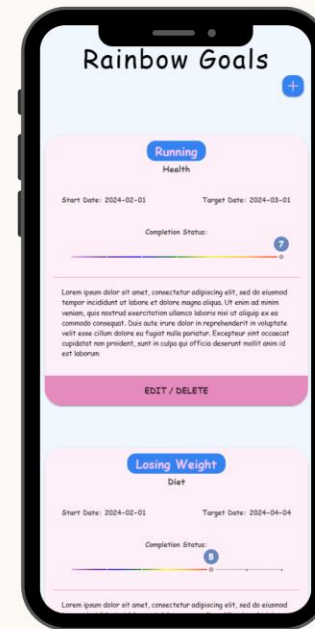 Rainbow Goals
+
Running
Health
Start Date: 2024-02-01 Target Date: 2024-03-01
Completion Status:
7
Lorem ipsum dolor sit amet, consectetur adipiscing elit, sed do eiusmod
tempor incididunt ut labore et dolore magna aliqua. Ut enim ad minim
veniam, quis nostrud exercitation ullamco laboris nisi ut aliquip ex ea
commodo consequat. Duis aute irure dolor in reprehenderit in voluptate
velit esse cillum dolore eu fugiat nulla pariatur. Excepteur sint occaecat
cupidatat non proident, sunt in culpa qui officia deserunt mollit anim id
est laborum
EDIT / DELETE
Losing Weight
Diet
Start Date: 2024-02-01 Target Date: 2024-04-04
Completion Status:
5
Lorem ipsum dolor sit amet, consectetur adipiscing elit, sed do eiusmod